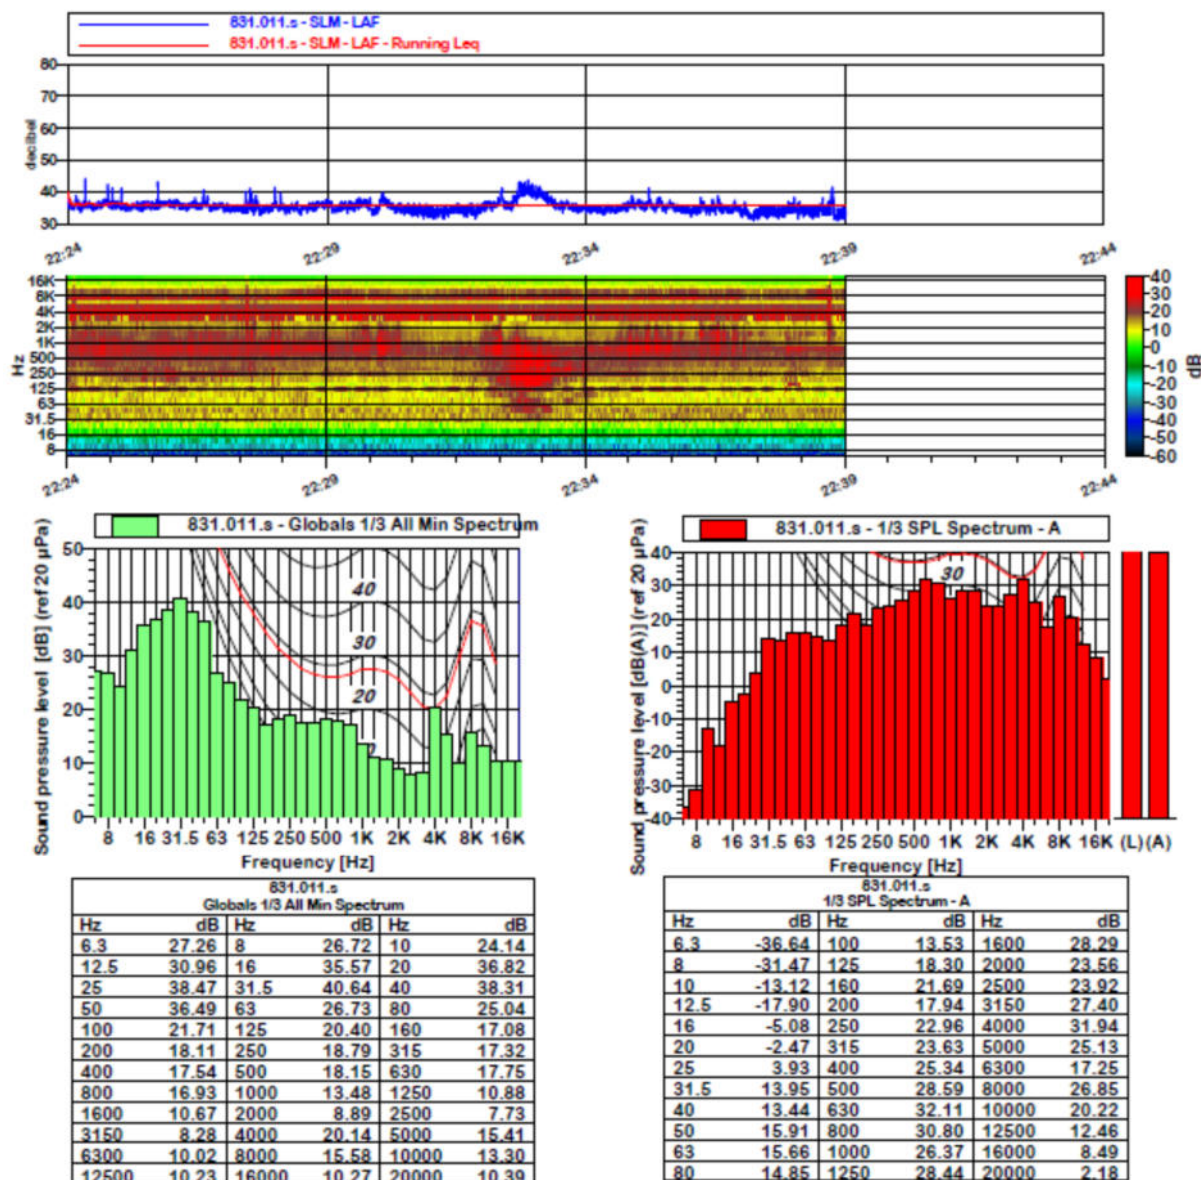 831.011.s - SLM - LAF
831.011.s - SLM - LAF - Running Leq
80
70
60
50
40
30
decibel
22:24 22:29 22:34 22:39 22:44
16K
8K
4K
2K
1K
500
250
125
63
31.5
16
8
Hz
40
30
20
10
0
-10
-20
-30
-40
-50
-60
dB
22:24 22:29 22:34 22:39 22:44
831.011.s - Globals 1/3 All Min Spectrum
Sound pressure level [dB] (ref 20 µPa)
50
40
30
20
10
0
40
30
20
8 16 31.5 63 125 250 500 1K 2K 4K 8K 16K
Frequency [Hz]
831.011.s - 1/3 SPL Spectrum - A
Sound pressure level [dB(A)] (ref 20 µPa)
40
30
20
10
0
-10
-20
-30
-40
30
8 16 31.5 63 125 250 500 1K 2K 4K 8K 16K (L) (A)
Frequency [Hz]
831.011.s
Globals 1/3 All Min Spectrum
Hz dB Hz dB Hz dB
6.3 27.26 8 26.72 10 24.14
12.5 30.96 16 35.57 20 36.82
25 38.47 31.5 40.64 40 38.31
50 36.49 63 26.73 80 25.04
100 21.71 125 20.40 160 17.08
200 18.11 250 18.79 315 17.32
400 17.54 500 18.15 630 17.75
800 16.93 1000 13.48 1250 10.88
1600 10.67 2000 8.89 2500 7.73
3150 8.28 4000 20.14 5000 15.41
6300 10.02 8000 15.58 10000 13.30
12500 10.23 16000 10.27 20000 10.39
831.011.s
1/3 SPL Spectrum - A
Hz dB Hz dB Hz dB
6.3 -36.64 100 13.53 1600 28.29
8 -31.47 125 18.30 2000 23.56
10 -13.12 160 21.69 2500 23.92
12.5 -17.90 200 17.94 3150 27.40
16 -5.08 250 22.96 4000 31.94
20 -2.47 315 23.63 5000 25.13
25 3.93 400 25.34 6300 17.25
31.5 13.95 500 28.59 8000 26.85
40 13.44 630 32.11 10000 20.22
50 15.91 800 30.80 12500 12.46
63 15.66 1000 26.37 16000 8.49
80 14.85 1250 28.44 20000 2.18